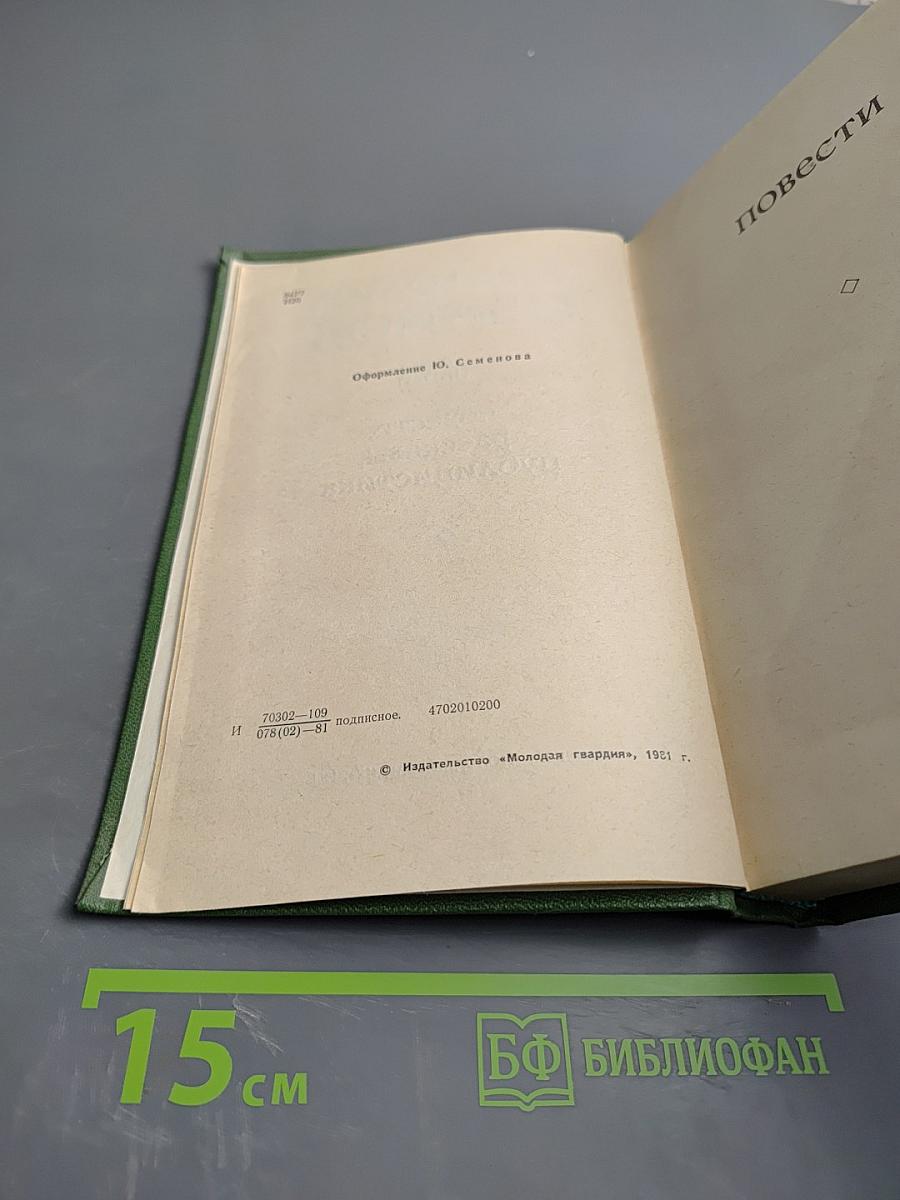 Оформление Ю. Семенова
И 70302—109
078(02)—81 подписное. 4702010200
© Издательство «Молодая гвардия», 1981 г.
ПОВЕСТИ
15 см
БФ БИБЛИОФАН